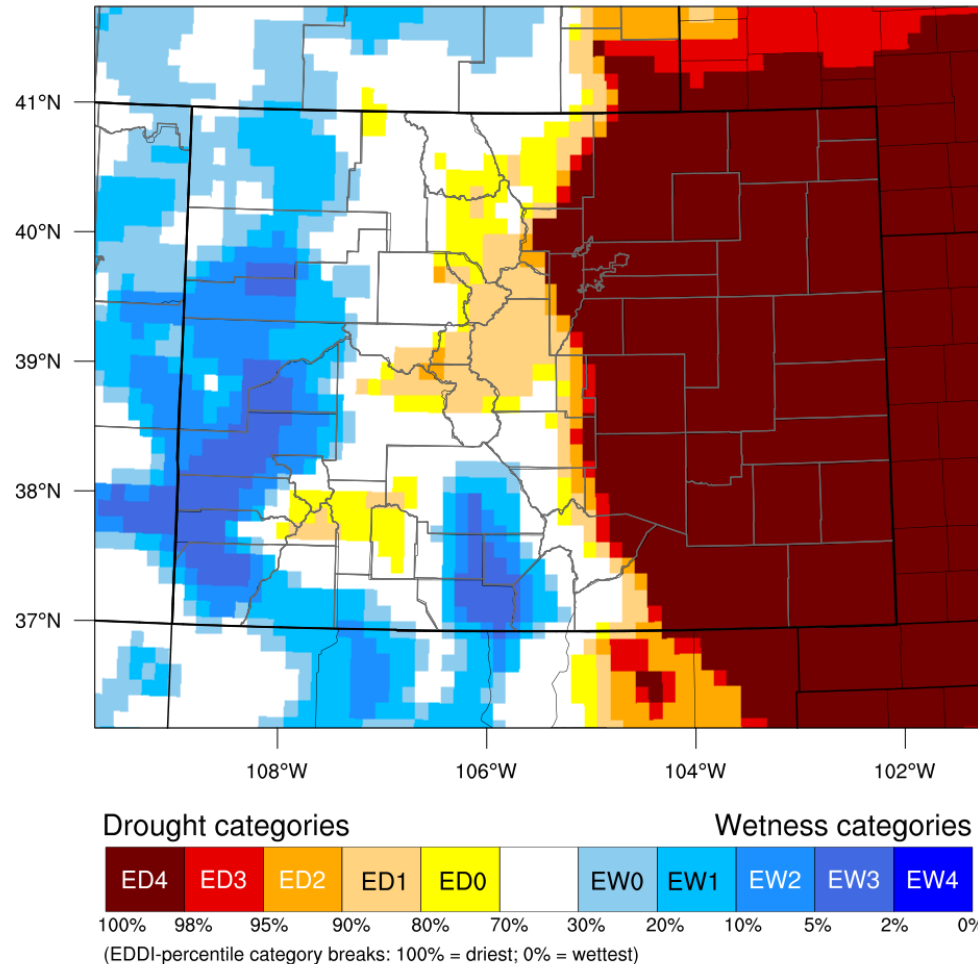 41°N
40°N
39°N
38°N
37°N
108°W 106°W 104°W 102°W
Drought categories Wetness categories
ED4 ED3 ED2 ED1 ED0 EW0 EW1 EW2 EW3 EW4
100% 98% 95% 90% 80% 70% 30% 20% 10% 5% 2% 0%
(EDDI-percentile category breaks: 100% = driest; 0% = wettest)